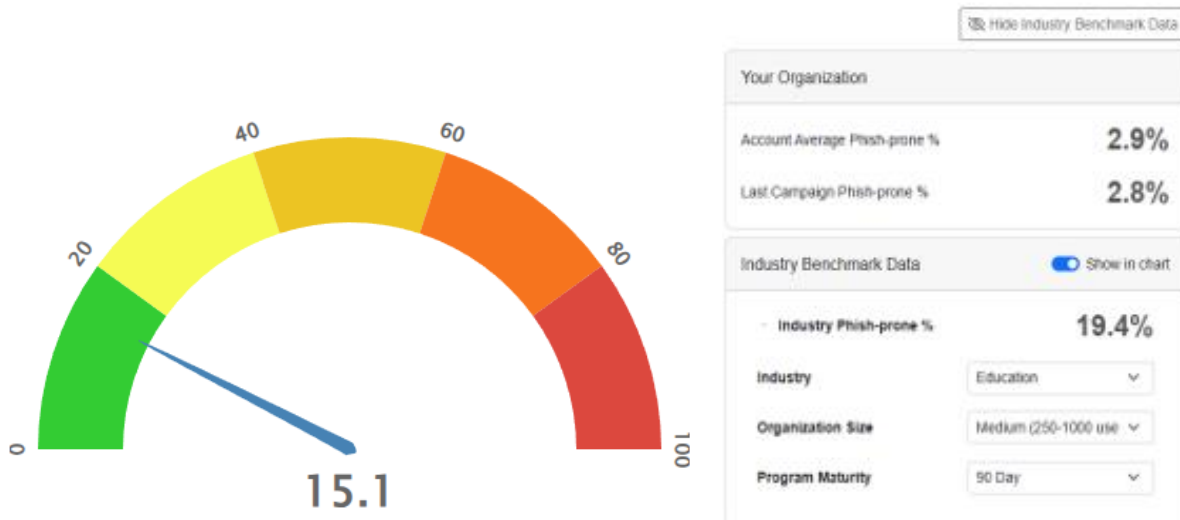 40
60
20
80
0
100
15.1
Hide Industry Benchmark Data
Your Organization
Account Average Phish-prone %
2.9%
Last Campaign Phish-prone %
2.8%
Industry Benchmark Data
Show in chart
Industry Phish-prone %
19.4%
Industry
Education
Organization Size
Medium (250-1000 use
Program Maturity
90 Day